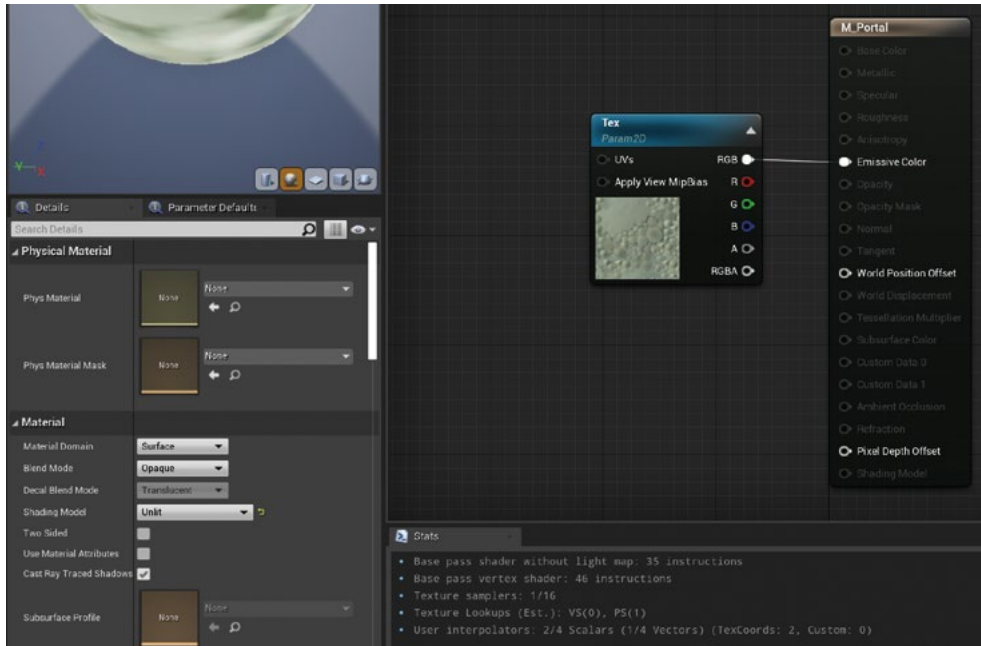 Y
X
Z
Details
Parameter Defaults
Search Details
Physical Material
Phys Material
None
None
Phys Material Mask
None
None
Material
Material Domain
Surface
Blend Mode
Opaque
Decal Blend Mode
Translucent
Shading Model
Unlit
Two Sided
Use Material Attributes
Cast Ray Traced Shadows
Subsurface Profile
None
None
Tex
Param2D
UVs
RGB
Apply View MipBias
R
G
B
A
RGBA
M_Portal
Base Color
Metallic
Specular
Roughness
Anisotropy
Emissive Color
Opacity
Opacity Mask
Normal
Tangent
World Position Offset
World Displacement
Tessellation Multiplier
Subsurface Color
Custom Data 0
Custom Data 1
Ambient Occlusion
Refraction
Pixel Depth Offset
Shading Model
Stats
• Base pass shader without light map: 35 instructions
• Base pass vertex shader: 46 instructions
• Texture samplers: 1/16
• Texture Lookups (Est.): VS(0), PS(1)
• User interpolators: 2/4 Scalars (1/4 Vectors) (TexCoords: 2, Custom: 0)